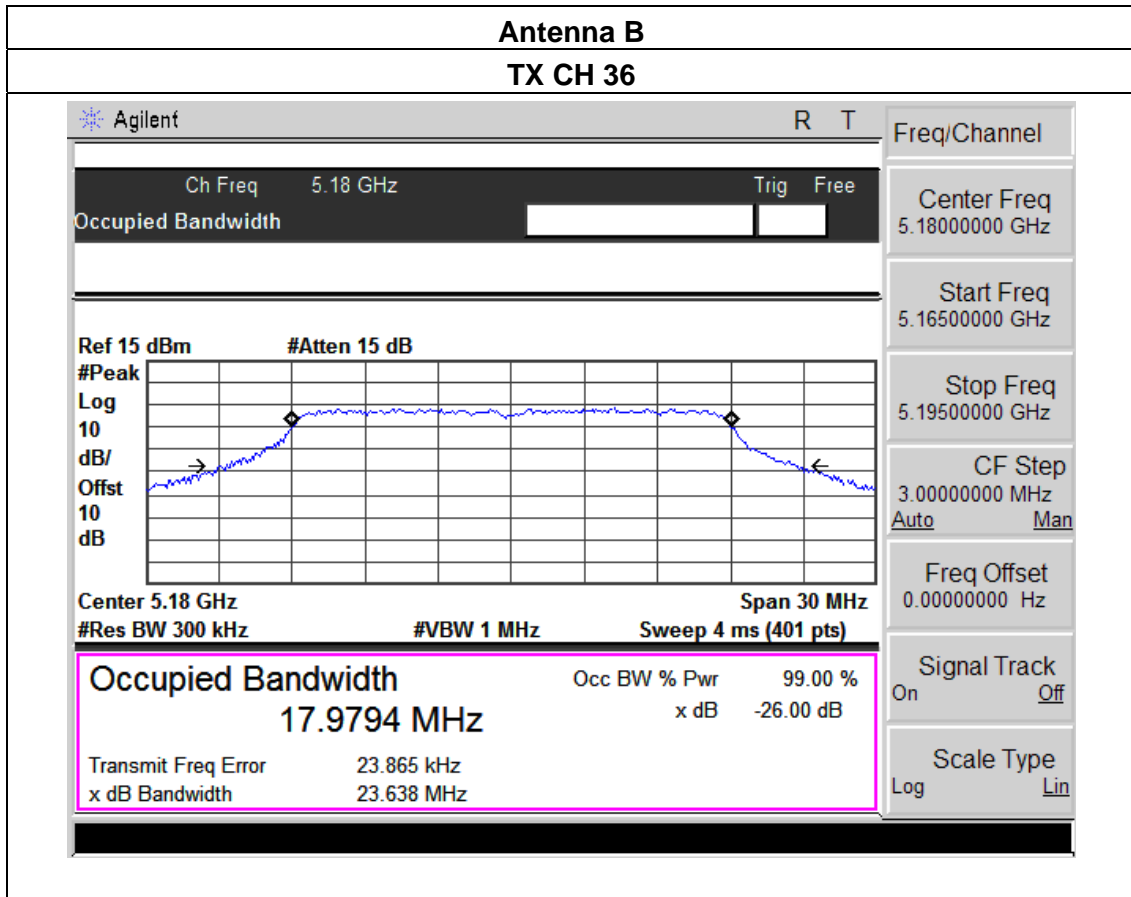 Antenna B
TX CH 36
Agilent R T
Ch Freq 5.18 GHz Trig Free
Occupied Bandwidth
Ref 15 dBm #Atten 15 dB
#Peak
Log
10
dB/
Offst
10
dB
Center 5.18 GHz Span 30 MHz
#Res BW 300 kHz #VBW 1 MHz Sweep 4 ms (401 pts)
Occupied Bandwidth Occ BW % Pwr 99.00 %
17.9794 MHz x dB -26.00 dB
Transmit Freq Error 23.865 kHz
x dB Bandwidth 23.638 MHz
Freq/Channel
Center Freq
5.18000000 GHz
Start Freq
5.16500000 GHz
Stop Freq
5.19500000 GHz
CF Step
3.00000000 MHz
Auto Man
Freq Offset
0.00000000 Hz
Signal Track
On Off
Scale Type
Log Lin